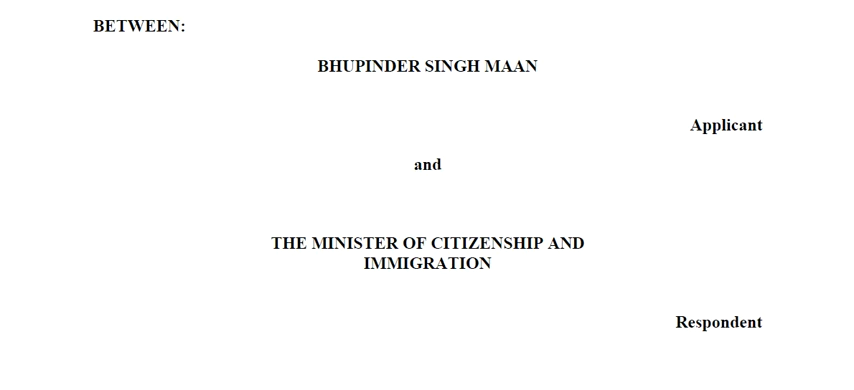 BETWEEN:
BHUPINDER SINGH MAAN
Applicant
and
THE MINISTER OF CITIZENSHIP AND
IMMIGRATION
Respondent